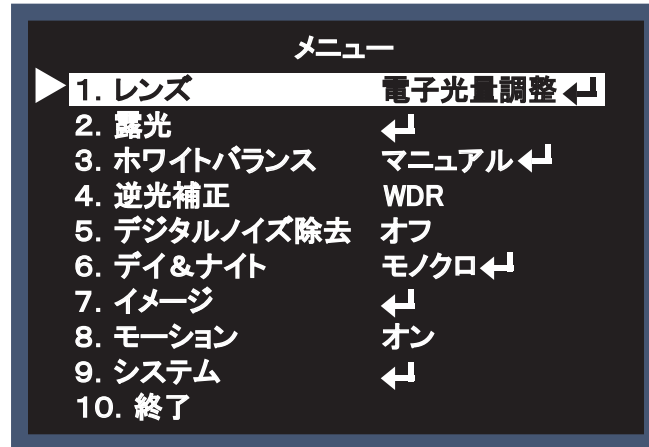 メニュー
1. レンズ 電子光量調整↵
2. 露光 ↵
3. ホワイトバランス マニュアル↵
4. 逆光補正 WDR
5. デジタルノイズ除去 オフ
6. デイ&ナイト モノクロ↵
7. イメージ ↵
8. モーション オン
9. システム ↵
10. 終了